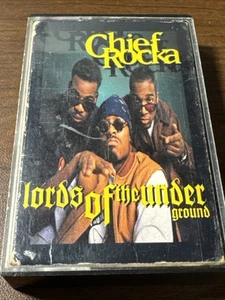 Chief
Rocka
lords of the under
ground